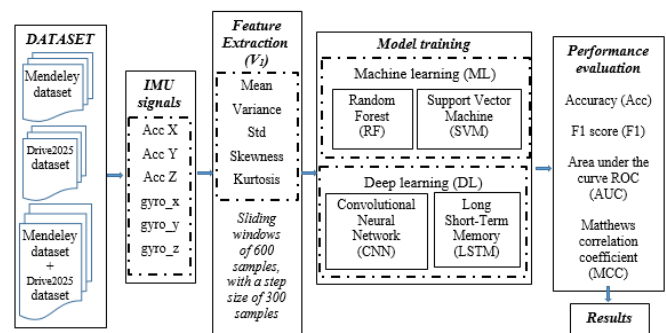 DATASET
Mendeley
dataset
Drive2025
dataset
Mendeley
dataset
+
Drive2025
dataset
IMU
signals
Acc X
Acc Y
Acc Z
gyro_x
gyro_y
gyro_z
Feature
Extraction
(V₁)
Mean
Variance
Std
Skewness
Kurtosis
Sliding
windows
of 600
samples,
with a step
size of 300
samples
Model training
Machine learning (ML)
Random
Forest
(RF)
Support Vector
Machine
(SVM)
Deep learning (DL)
Convolutional
Neural
Network
(CNN)
Long
Short-Term
Memory
(LSTM)
Performance
evaluation
Accuracy (Acc)
F1 score (F1)
Area under the
curve ROC
(AUC)
Matthews
correlation
coefficient
(MCC)
Results